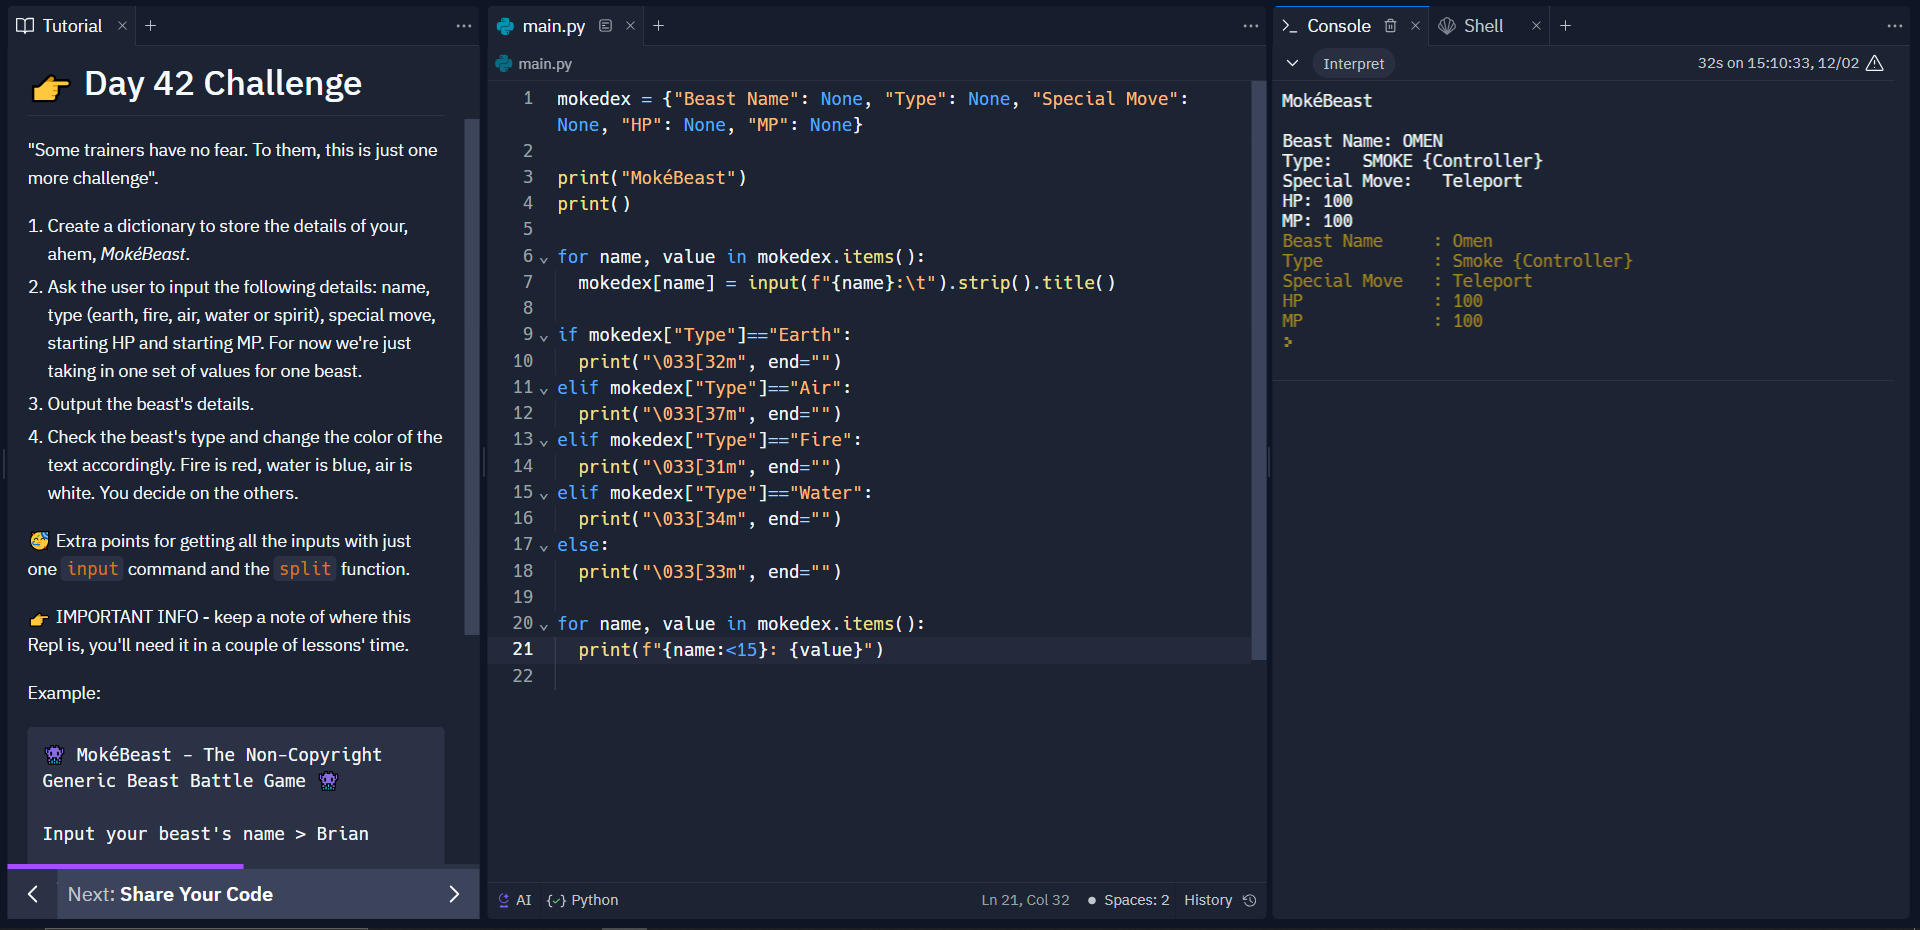 Tutorial
👉 Day 42 Challenge
"Some trainers have no fear. To them, this is just one
more challenge".
1. Create a dictionary to store the details of your,
ahem, MokéBeast.
2. Ask the user to input the following details: name,
type (earth, fire, air, water or spirit), special move,
starting HP and starting MP. For now we're just
taking in one set of values for one beast.
3. Output the beast's details.
4. Check the beast's type and change the color of the
text accordingly. Fire is red, water is blue, air is
white. You decide on the others.
🥳 Extra points for getting all the inputs with just
one input command and the split function.
👉 IMPORTANT INFO - keep a note of where this
Repl is, you'll need it in a couple of lessons' time.
Example:
👾 MokéBeast - The Non-Copyright
Generic Beast Battle Game 👾
Input your beast's name > Brian
Next: Share Your Code
main.py
main.py
1 mokedex = {"Beast Name": None, "Type": None, "Special Move":
None, "HP": None, "MP": None}
2
3 print("MokéBeast")
4 print()
5
6 for name, value in mokedex.items():
7   mokedex[name] = input(f"{name}:\t").strip().title()
8
9 if mokedex["Type"]=="Earth":
10   print("\033[32m", end="")
11 elif mokedex["Type"]=="Air":
12   print("\033[37m", end="")
13 elif mokedex["Type"]=="Fire":
14   print("\033[31m", end="")
15 elif mokedex["Type"]=="Water":
16   print("\033[34m", end="")
17 else:
18   print("\033[33m", end="")
19
20 for name, value in mokedex.items():
21   print(f"{name:<15}: {value}")
22
AI {} Python Ln 21, Col 32 Spaces: 2 History
Console Shell
Interpret 32s on 15:10:33, 12/02
MokéBeast
Beast Name: OMEN
Type:   SMOKE {Controller}
Special Move:   Teleport
HP: 100
MP: 100
Beast Name     : Omen
Type           : Smoke {Controller}
Special Move   : Teleport
HP             : 100
MP             : 100
>